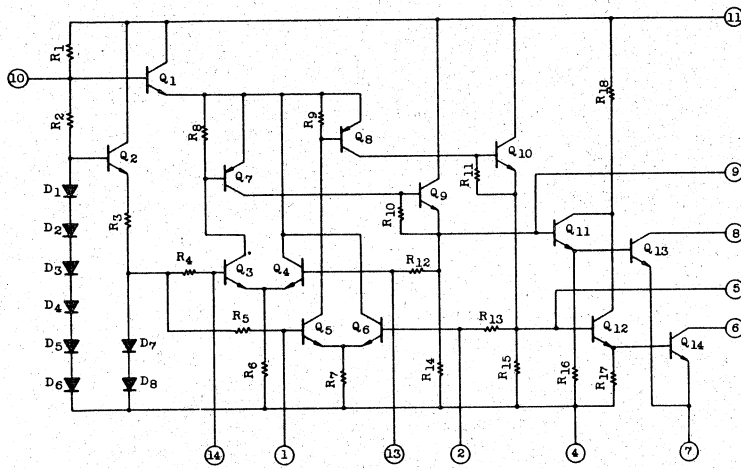 11
R1
10
Q1
R2
R9
R18
Q8
R8
Q2
Q10
R11
D1
Q7
9
R3
Q9
R10
D2
Q11
8
Q13
D3
R4
Q3
Q4
R12
5
D4
R5
Q5
Q6
R13
Q12
6
D5
D7
Q14
R6
R7
R14
R15
R16
R17
D6
D8
14
1
13
2
4
7